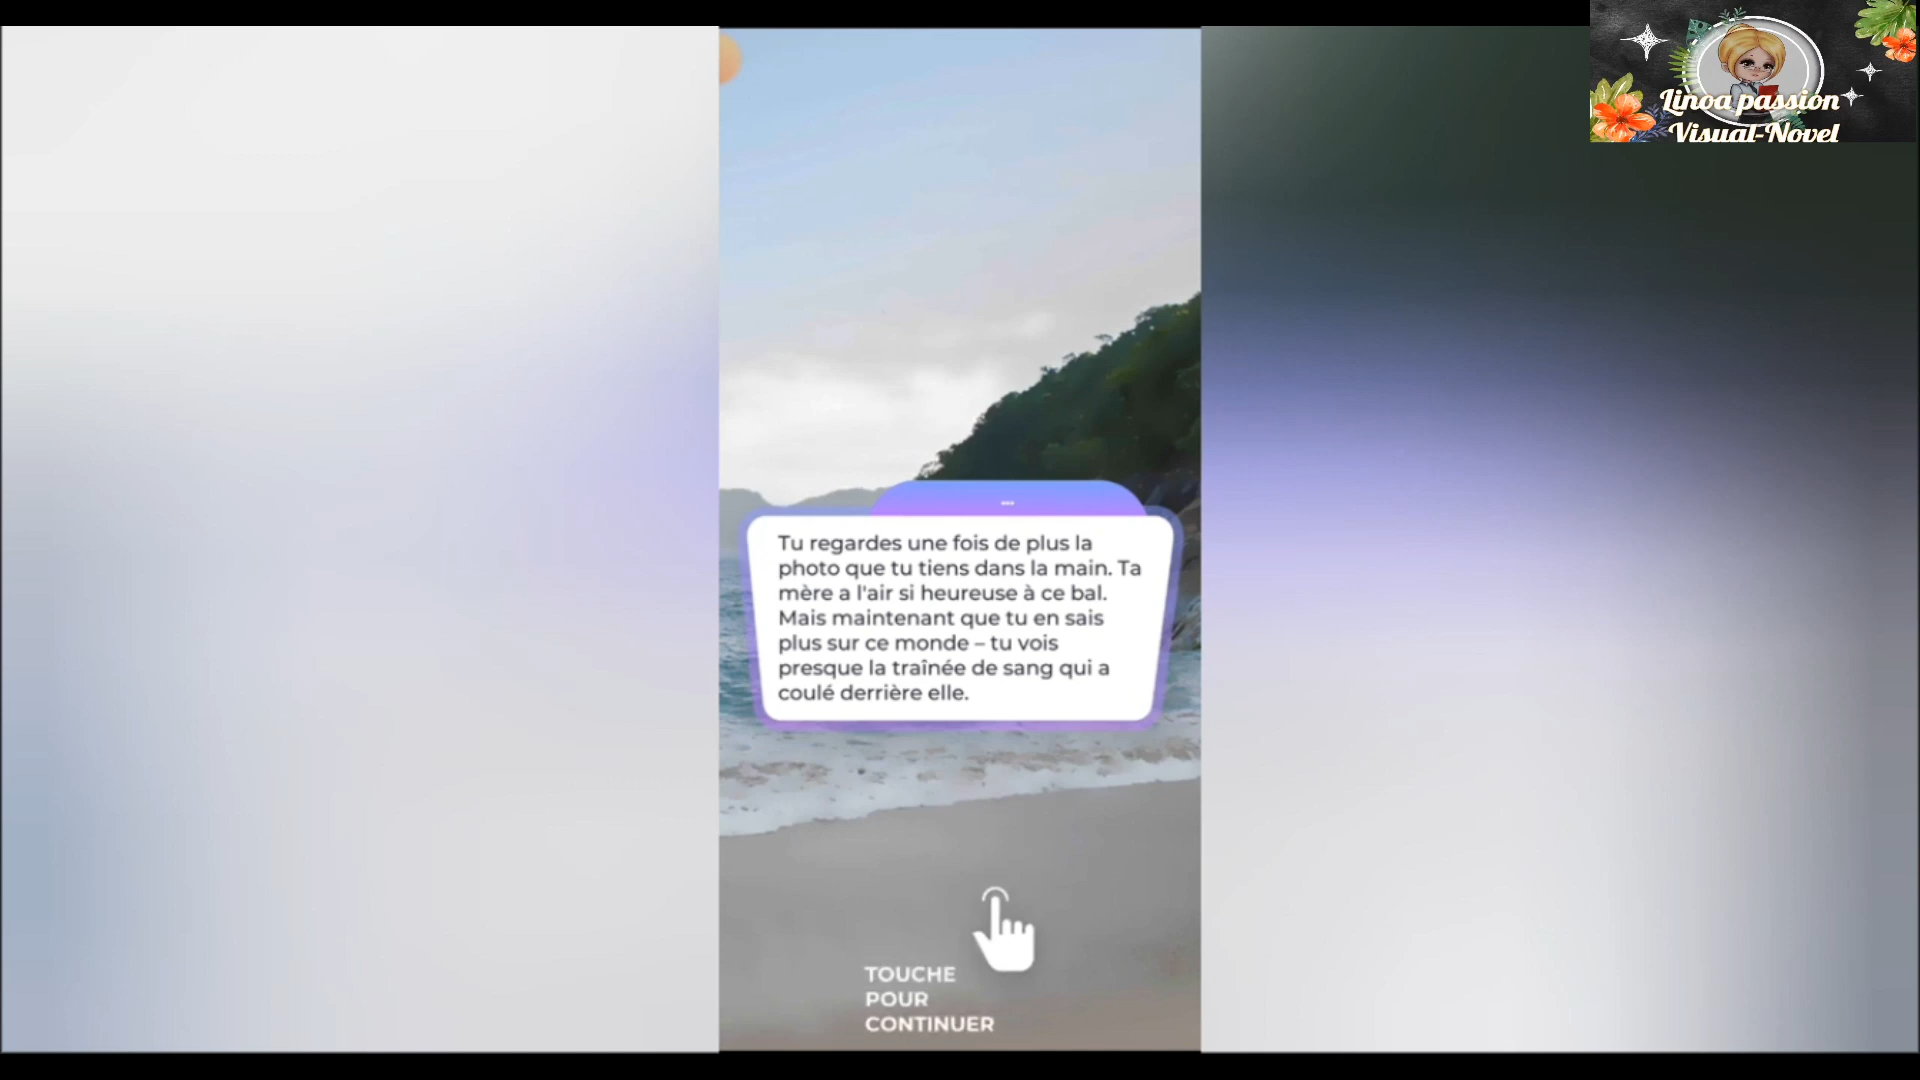 Linoa passion
Visual-Novel
...
Tu regardes une fois de plus la
photo que tu tiens dans la main. Ta
mère a l'air si heureuse à ce bal.
Mais maintenant que tu en sais
plus sur ce monde – tu vois
presque la traînée de sang qui a
coulé derrière elle.
TOUCHE
POUR
CONTINUER